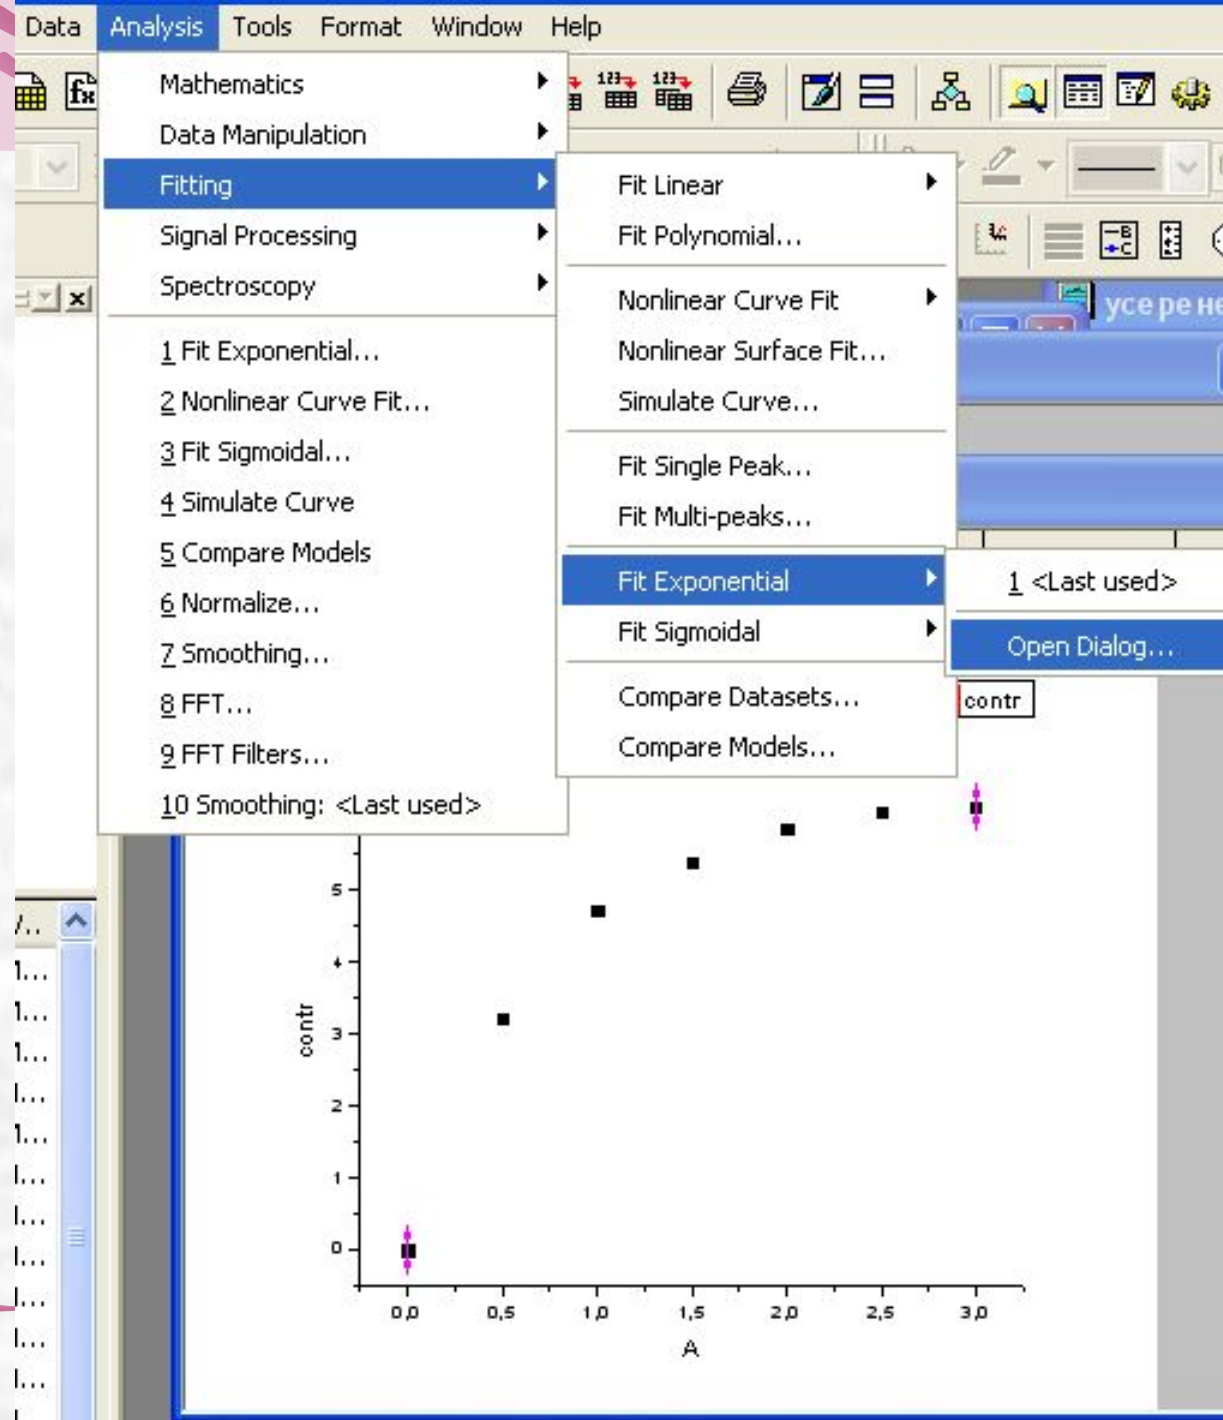 Data Analysis Tools Format Window Help
Mathematics
Data Manipulation
Fitting
Signal Processing
Spectroscopy
1 Fit Exponential...
2 Nonlinear Curve Fit...
3 Fit Sigmoidal...
4 Simulate Curve
5 Compare Models
6 Normalize...
7 Smoothing...
8 FFT...
9 FFT Filters...
10 Smoothing: <Last used>
Fit Linear
Fit Polynomial...
Nonlinear Curve Fit
Nonlinear Surface Fit...
Simulate Curve...
Fit Single Peak...
Fit Multi-peaks...
Fit Exponential
Fit Sigmoidal
Compare Datasets...
Compare Models...
1 <Last used>
Open Dialog...
contr
5
4
3
2
1
0
contr
0,0 0,5 1,0 1,5 2,0 2,5 3,0
A